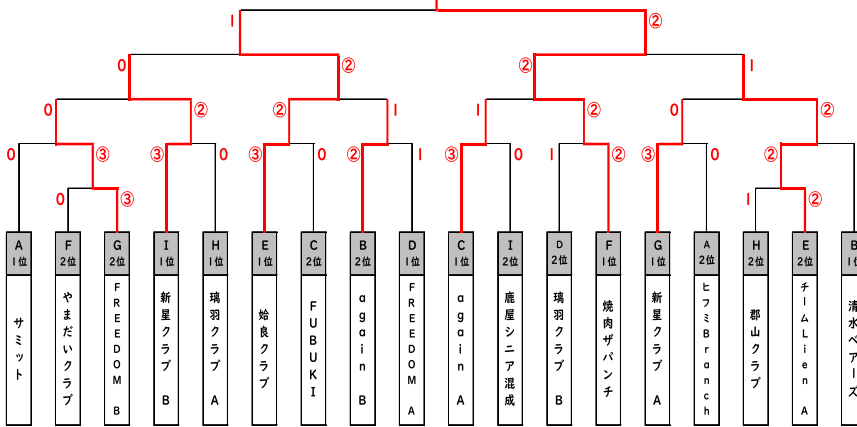 1 ②
0 ② ② 1
0 ② ② 1 1 ② 0 ②
0 ③ ③ 0 ③ 0 ② 1 ③ 0 1 ② ③ 0 ②
0 ③ 1 ②
A F G I H E C B D C I D F G A H E B
1位 2位 2位 1位 1位 1位 2位 2位 1位 1位 2位 2位 2位 1位 2位 2位 2位 1位
サミット
やまだいクラブ
FREEDOM B
新星クラブ B
璃羽クラブ A
姶良クラブ
FUBUKI
again B
FREEDOM A
again A
鹿屋シニア混成
璃羽クラブ B
焼肉ザパンチ
新星クラブ A
ヒフミBranch
郡山クラブ
チームLien A
清水ベアーズ